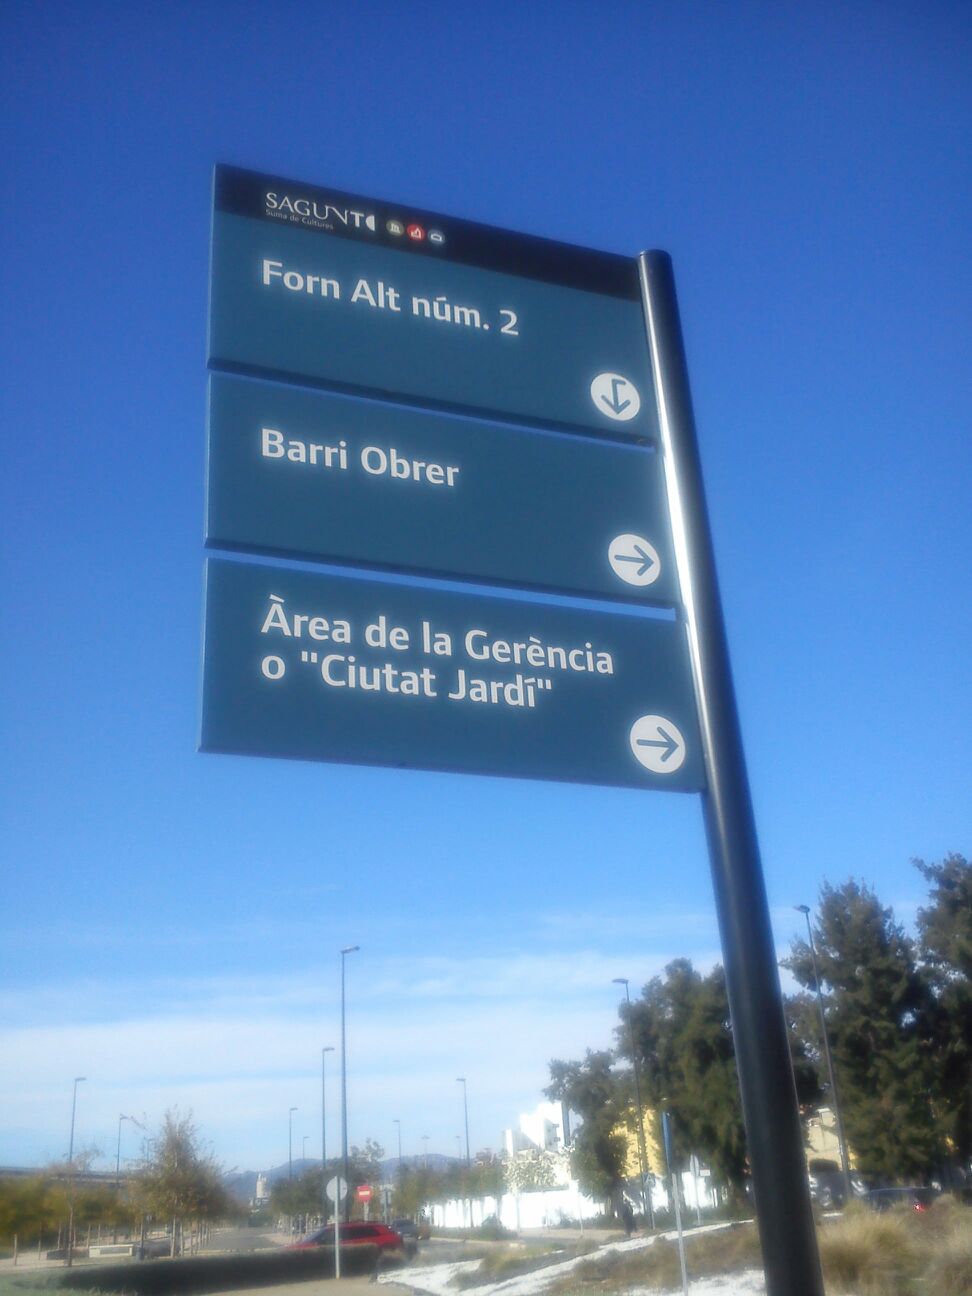 SAGUNT
Suma de Cultures
Forn Alt núm. 2
Barri Obrer
Àrea de la Gerència
o "Ciutat Jardí"